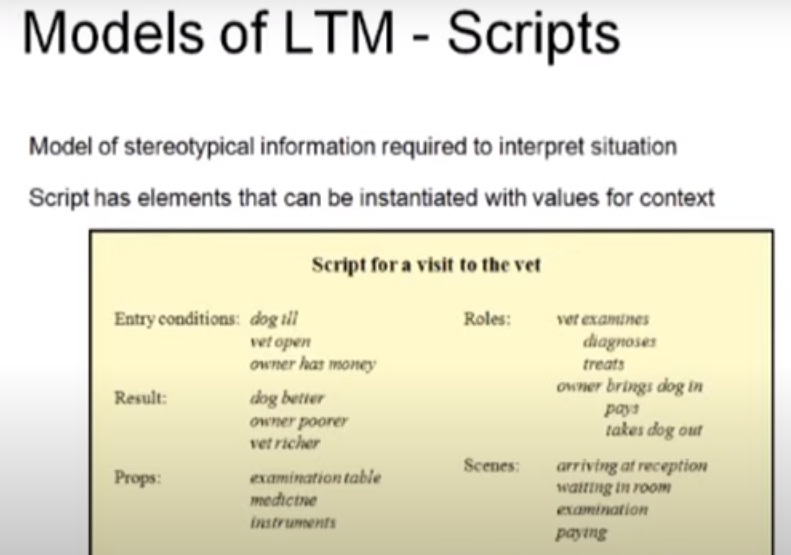 Models of LTM - Scripts
Model of stereotypical information required to interpret situation
Script has elements that can be instantiated with values for context
Script for a visit to the vet
Entry conditions: dog ill
vet open
owner has money
Result: dog better
owner poorer
vet richer
Props: examination table
medicine
instruments
Roles: vet examines
diagnoses
treats
owner brings dog in
pays
takes dog out
Scenes: arriving at reception
waiting in room
examination
paying